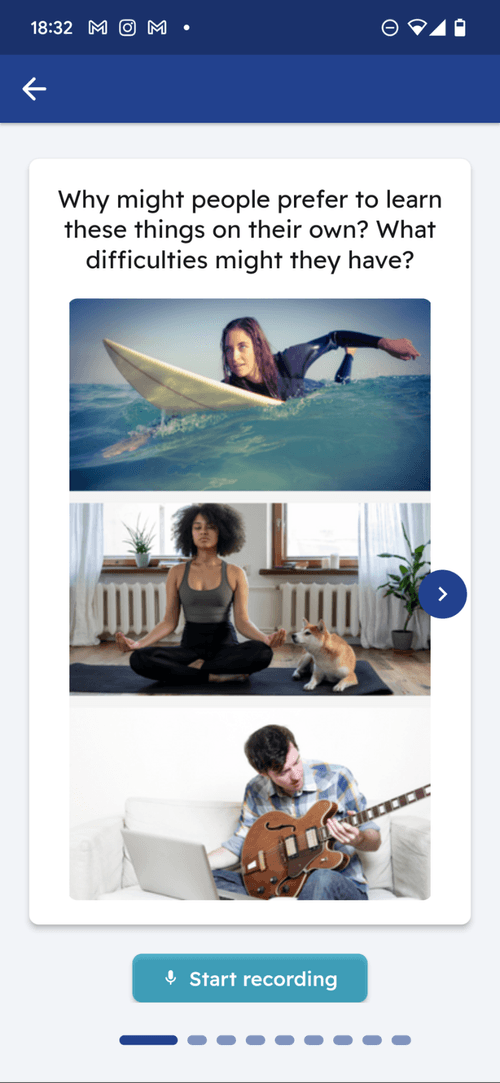 18:32
Why might people prefer to learn
these things on their own? What
difficulties might they have?
Start recording